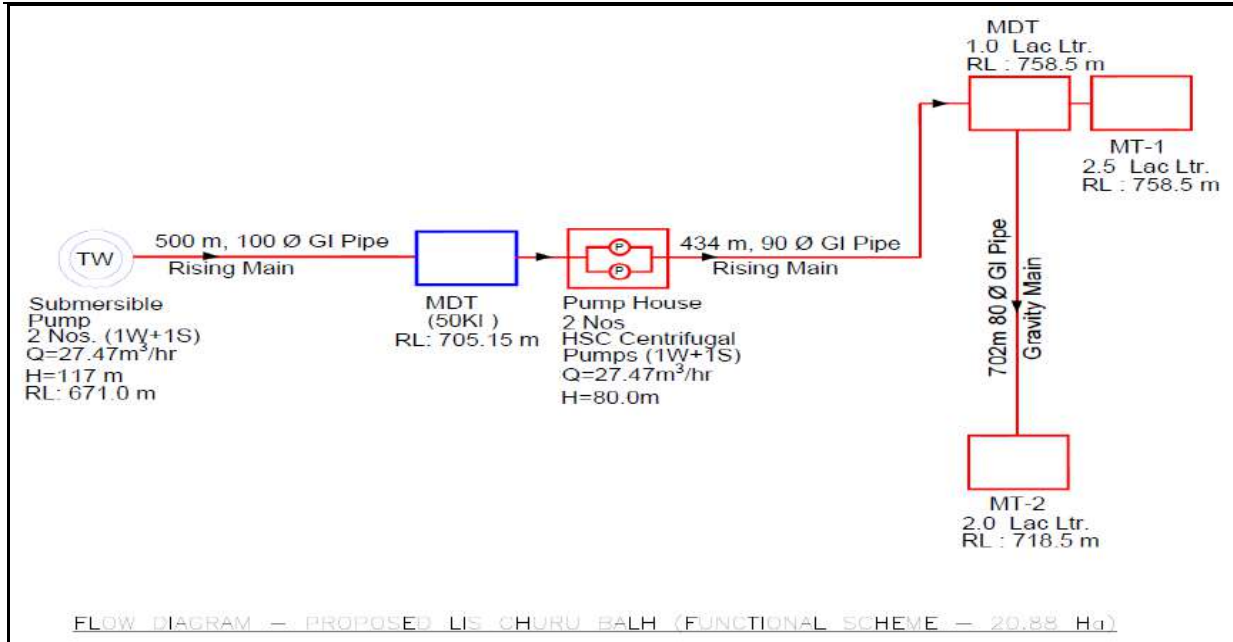 MDT
1.0 Lac Ltr.
RL : 758.5 m
MT-1
2.5 Lac Ltr.
RL : 758.5 m
500 m, 100 Ø GI Pipe
Rising Main
TW
Submersible
Pump
2 Nos. (1W+1S)
Q=27.47m³/hr
H=117 m
RL: 671.0 m
MDT
(50Kl )
RL: 705.15 m
P
P
Pump House
2 Nos
HSC Centrifugal
Pumps (1W+1S)
Q=27.47m³/hr
H=80.0m
434 m, 90 Ø GI Pipe
Rising Main
702m 80 Ø GI Pipe
Gravity Main
MT-2
2.0 Lac Ltr.
RL : 718.5 m
FLOW DIAGRAM – PROPOSED LIS CHURU BALH (FUNCTIONAL SCHEME – 20.88 Ha)